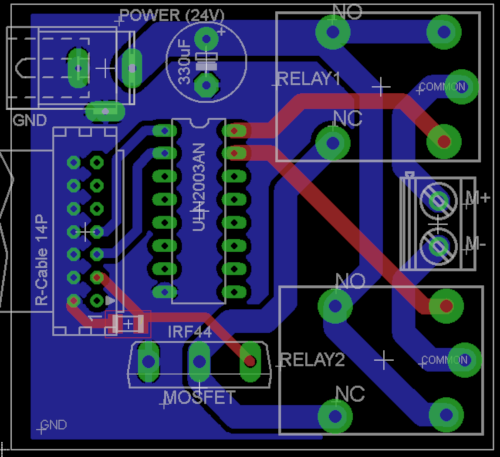 POWER (24V)
NO
330uF
+
RELAY1
COMMON
GND
NC
ULN2003AN
R-Cable 14P
M+
M-
NO
IRF44
RELAY2
COMMON
MOSFET
NC
GND